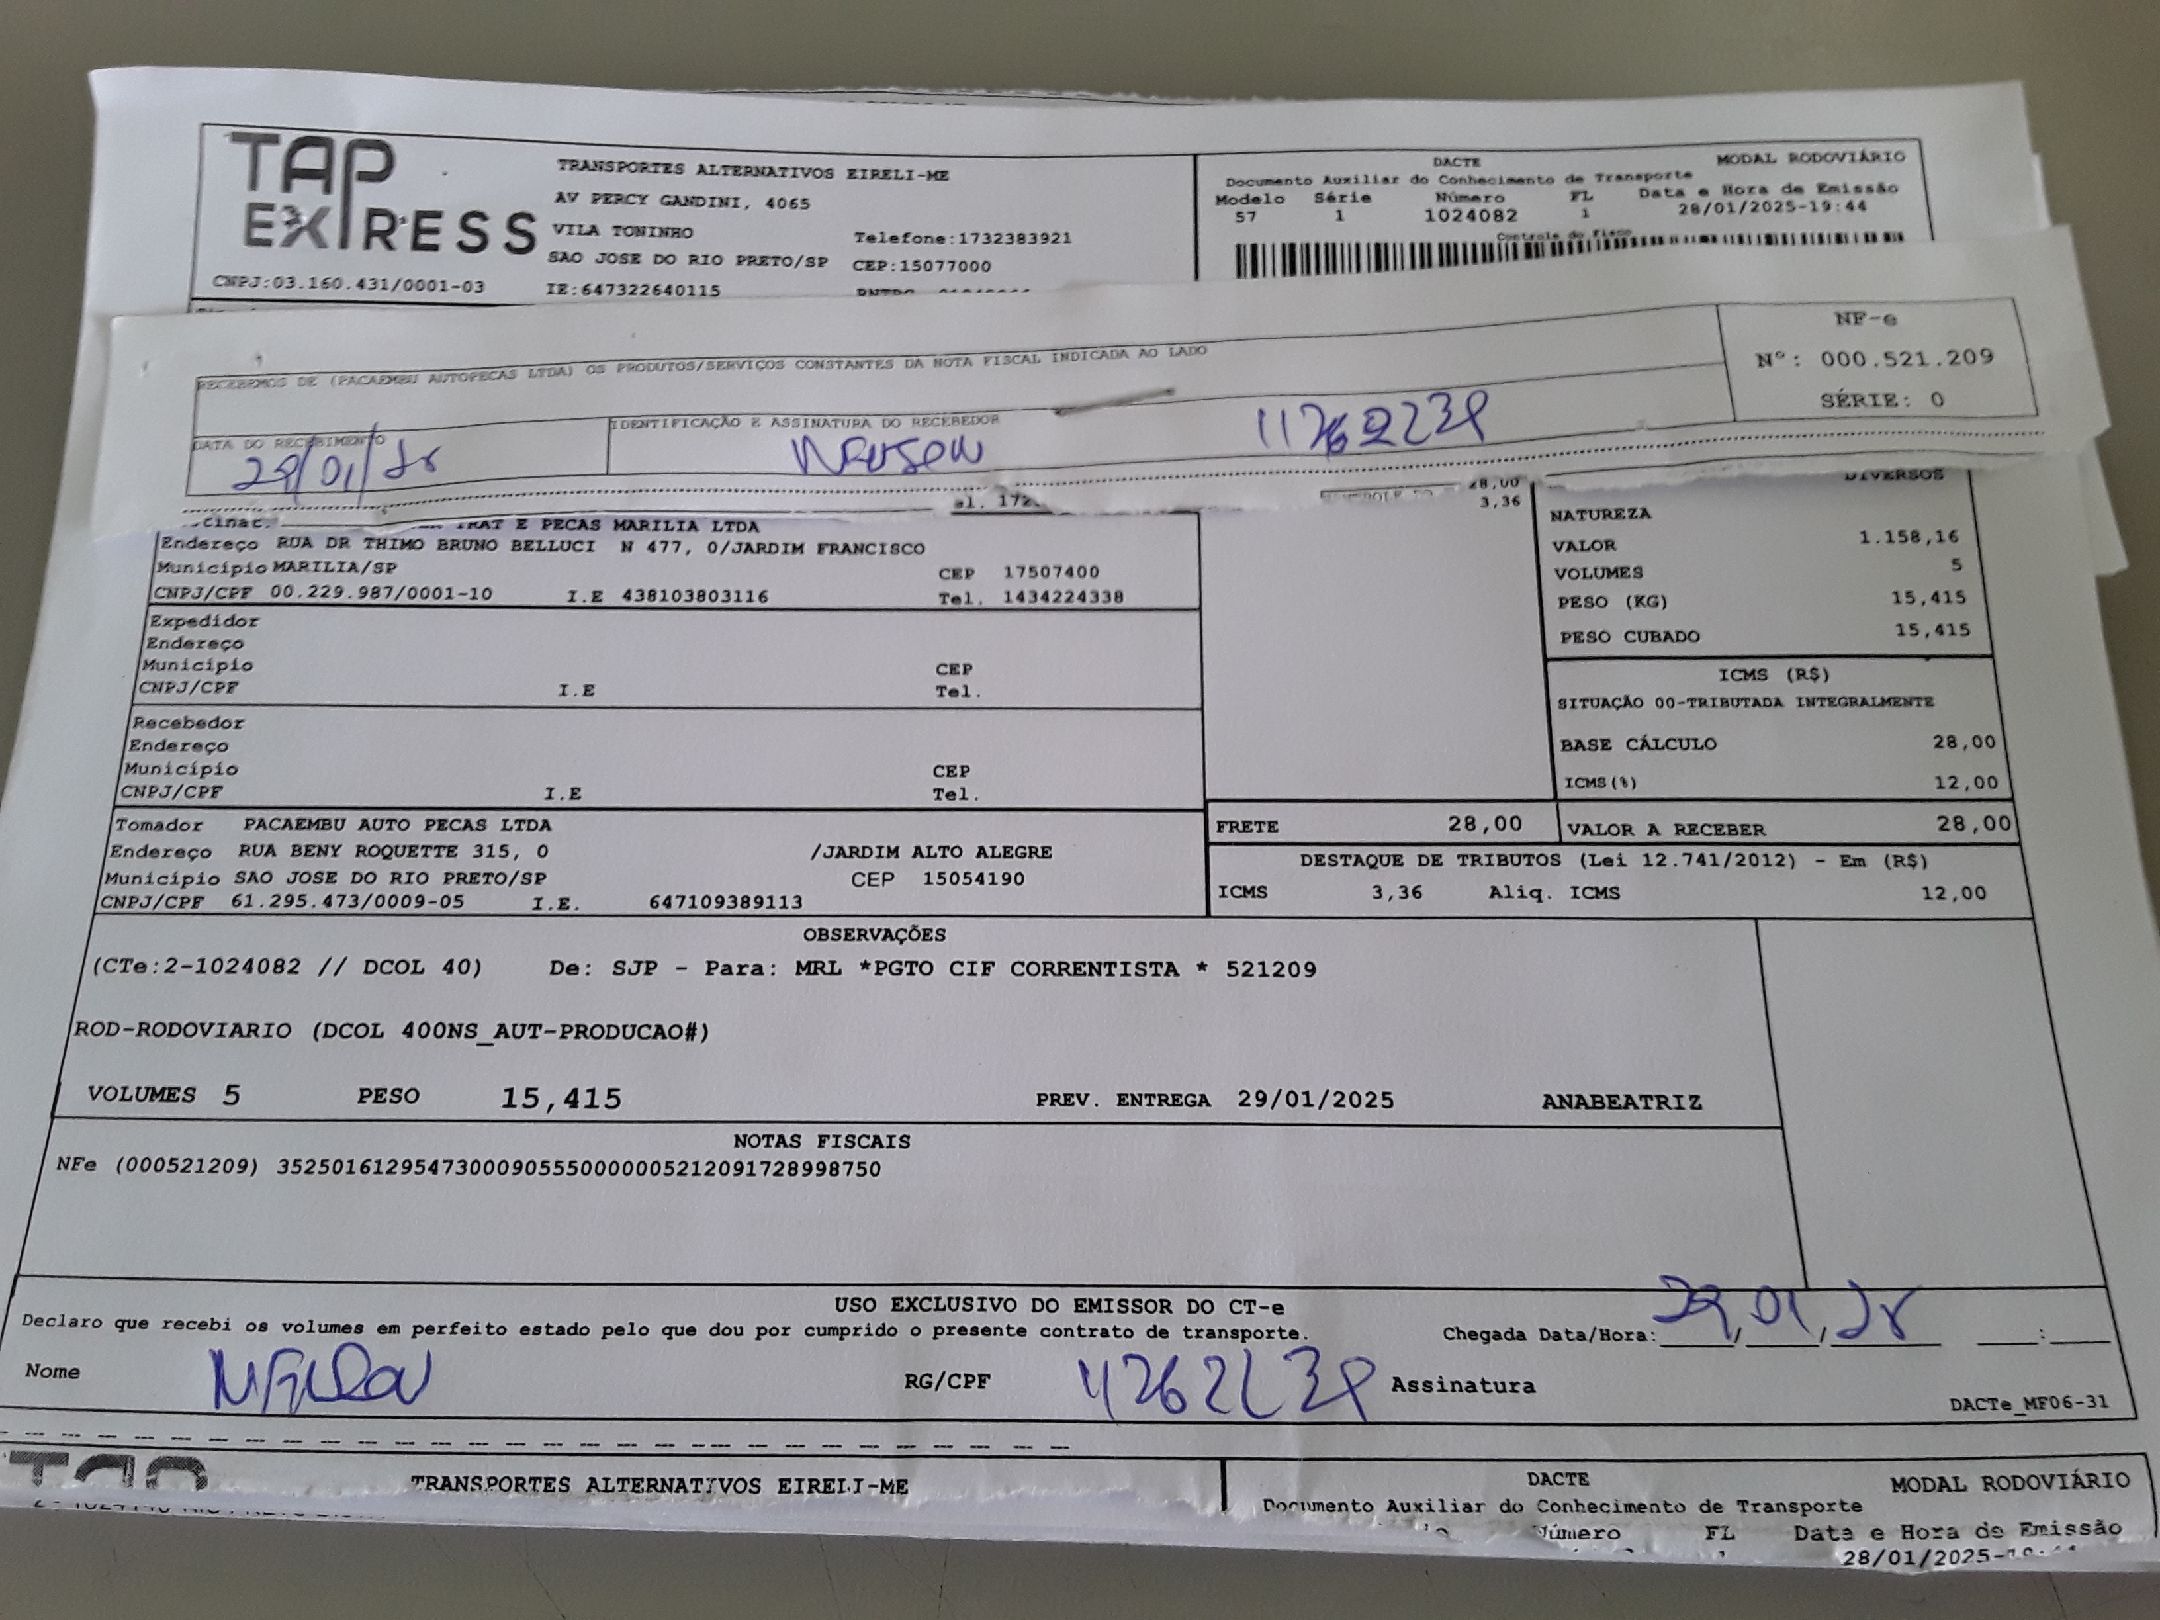 TAP EXPRESS
TRANSPORTES ALTERNATIVOS EIRELI-ME
AV PERCY GANDINI, 4065
VILA TONINHO Telefone:1732383921
SAO JOSE DO RIO PRETO/SP CEP:15077000
CNPJ:03.160.431/0001-03 IE:647322640115
DACTE MODAL RODOVIÁRIO
Documento Auxiliar do Conhecimento de Transporte
Modelo Série Número FL Data e Hora de Emissão
57 1 1024082 1 28/01/2025-19:44
Controle do Fisco
RECEBEMOS DE (PACAEMBU AUTOPECAS LTDA) OS PRODUTOS/SERVIÇOS CONSTANTES DA NOTA FISCAL INDICADA AO LADO
NF-e
Nº: 000.521.209
SÉRIE: 0
DATA DO RECEBIMENTO IDENTIFICAÇÃO E ASSINATURA DO RECEBEDOR
29/01/25
28,00
3,36
E PECAS MARILIA LTDA
Endereço RUA DR THIMO BRUNO BELLUCI N 477, 0/JARDIM FRANCISCO
Município MARILIA/SP CEP 17507400
CNPJ/CPF 00.229.987/0001-10 I.E 438103803116 Tel. 1434224338
Expedidor
Endereço
Município CEP
CNPJ/CPF I.E Tel.
Recebedor
Endereço
Município CEP
CNPJ/CPF I.E Tel.
DIVERSOS
NATUREZA
VALOR 1.158,16
VOLUMES 5
PESO (KG) 15,415
PESO CUBADO 15,415
ICMS (R$)
SITUAÇÃO 00-TRIBUTADA INTEGRALMENTE
BASE CÁLCULO 28,00
ICMS(%) 12,00
Tomador PACAEMBU AUTO PECAS LTDA
Endereço RUA BENY ROQUETTE 315, 0 /JARDIM ALTO ALEGRE
Município SAO JOSE DO RIO PRETO/SP CEP 15054190
CNPJ/CPF 61.295.473/0009-05 I.E. 647109389113
FRETE 28,00 VALOR A RECEBER 28,00
DESTAQUE DE TRIBUTOS (Lei 12.741/2012) - Em (R$)
ICMS 3,36 Aliq. ICMS 12,00
OBSERVAÇÕES
(CTe:2-1024082 // DCOL 40) De: SJP - Para: MRL *PGTO CIF CORRENTISTA * 521209
ROD-RODOVIARIO (DCOL 400NS_AUT-PRODUCAO#)
VOLUMES 5 PESO 15,415 PREV. ENTREGA 29/01/2025 ANABEATRIZ
NOTAS FISCAIS
NFe (000521209) 35250161295473000905550000005212091728998750
USO EXCLUSIVO DO EMISSOR DO CT-e
Declaro que recebi os volumes em perfeito estado pelo que dou por cumprido o presente contrato de transporte. Chegada Data/Hora: 29/01/25 __:__
Nome RG/CPF Assinatura
DACTe_MF06-31
TRANSPORTES ALTERNATIVOS EIRELI-ME
DACTE MODAL RODOVIÁRIO
Documento Auxiliar do Conhecimento de Transporte
Número FL Data e Hora de Emissão
28/01/2025-